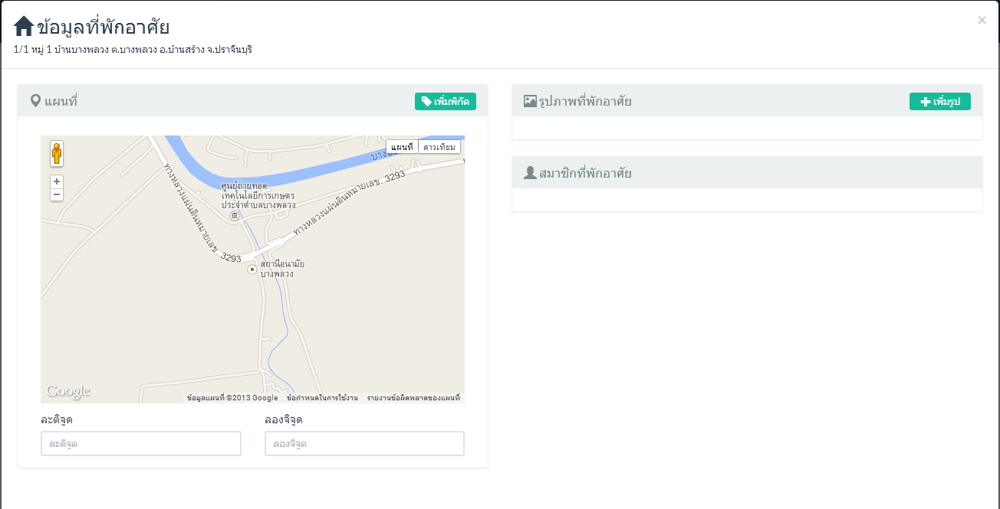 ข้อมูลที่พักอาศัย
×
1/1 หมู่ 1 บ้านบางพลวง ต.บางพลวง อ.บ้านสร้าง จ.ปราจีนบุรี
แผนที่
เพิ่มพิกัด
แผนที่
ดาวเทียม
+
−
ทางหลวงแผ่นดินหมายเลข. 3293
ทางหลวงแผ่นดินหมายเลข. 3293
ศูนย์ถ่ายทอด
เทคโนโลยีการเกษตร
ประจำตำบลบางพลวง
สถานีอนามัย
บางพลวง
Google
ข้อมูลแผนที่ ©2013 Google
ข้อกำหนดในการใช้งาน
รายงานข้อผิดพลาดของแผนที่
ละติจูด
ลองจิจูด
ละติจูด
ลองจิจูด
รูปภาพที่พักอาศัย
เพิ่มรูป
สมาชิกที่พักอาศัย